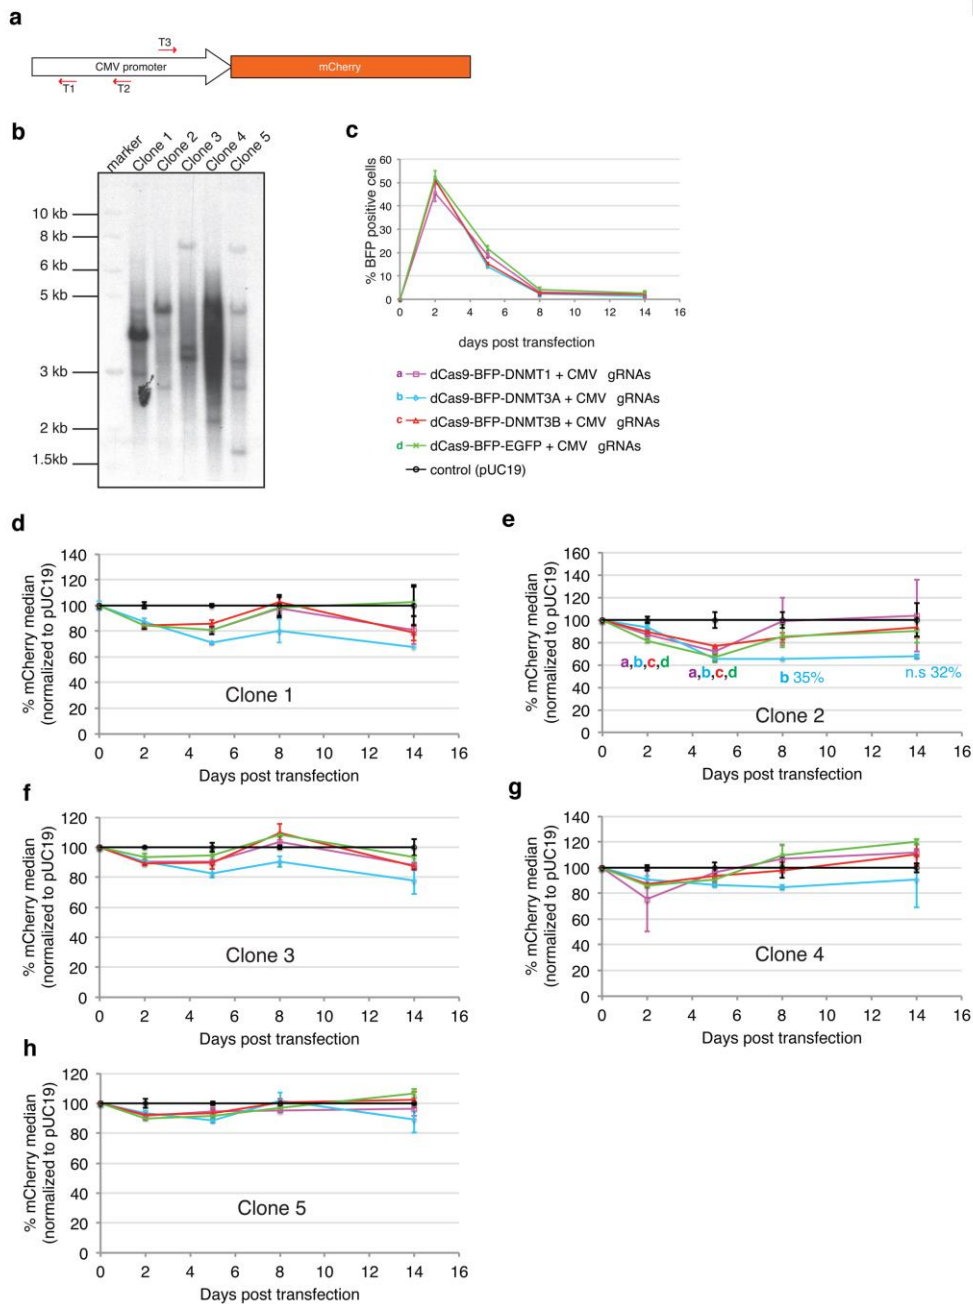 a
T3
CMV promoter
mCherry
T1
T2
b
marker
Clone 1
Clone 2
Clone 3
Clone 4
Clone 5
10 kb
8 kb
6 kb
5 kb
3 kb
2 kb
1.5kb
c
% BFP positive cells
60
50
40
30
20
10
0
0 2 4 6 8 10 12 14 16
days post transfection
a dCas9-BFP-DNMT1 + CMV gRNAs
b dCas9-BFP-DNMT3A + CMV gRNAs
c dCas9-BFP-DNMT3B + CMV gRNAs
d dCas9-BFP-EGFP + CMV gRNAs
control (pUC19)
d
% mCherry median
(normalized to pUC19)
140
120
100
80
60
40
20
0
Clone 1
0 2 4 6 8 10 12 14 16
Days post transfection
e
% mCherry median
(normalized to pUC19)
160
140
120
100
80
60
40
20
0
a,b,c,d
a,b,c,d
b 35%
n.s 32%
Clone 2
0 2 4 6 8 10 12 14 16
Days post transfection
f
% mCherry median
(normalized to pUC19)
120
100
80
60
40
20
0
Clone 3
0 2 4 6 8 10 12 14 16
Days post transfection
g
% mCherry median
(normalized to pUC19)
140
120
100
80
60
40
20
0
Clone 4
0 2 4 6 8 10 12 14 16
Days post transfection
h
% mCherry median
(normalized to pUC19)
120
100
80
60
40
20
0
Clone 5
0 2 4 6 8 10 12 14 16
Days post transfection